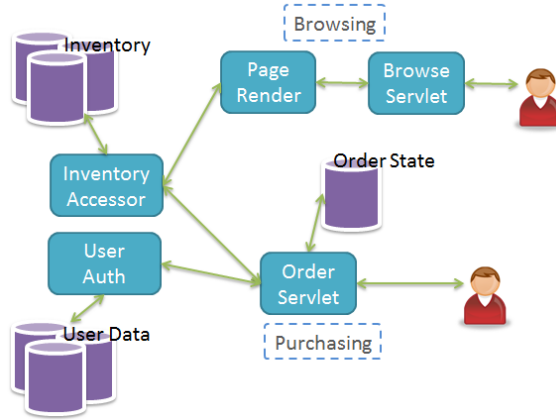 Browsing
Inventory
Page
Render
Browse
Servlet
Order State
Inventory
Accessor
User
Auth
Order
Servlet
User Data
Purchasing